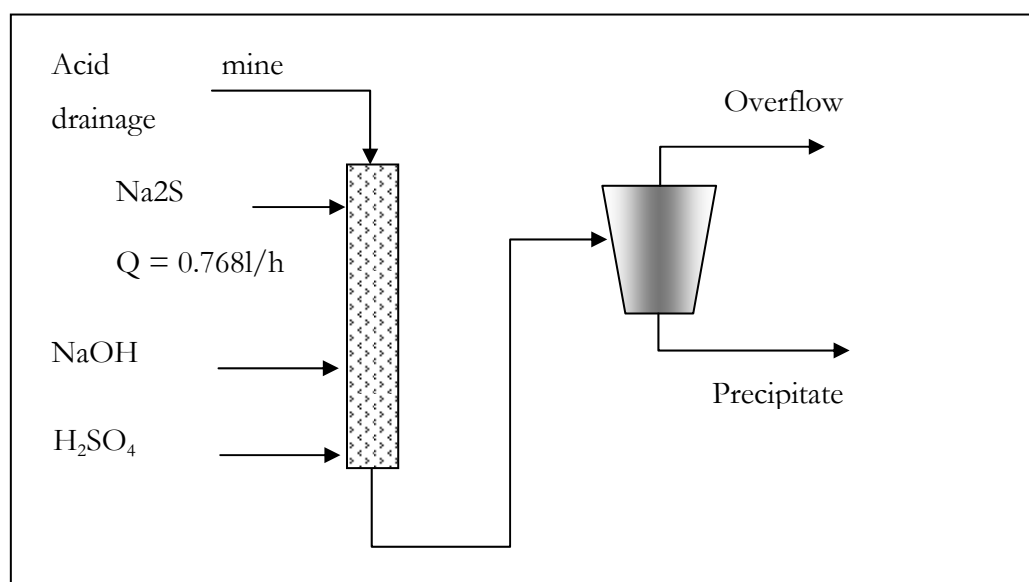 Acid mine
drainage
Overflow
Na2S
Q = 0.768l/h
NaOH
Precipitate
H₂SO₄